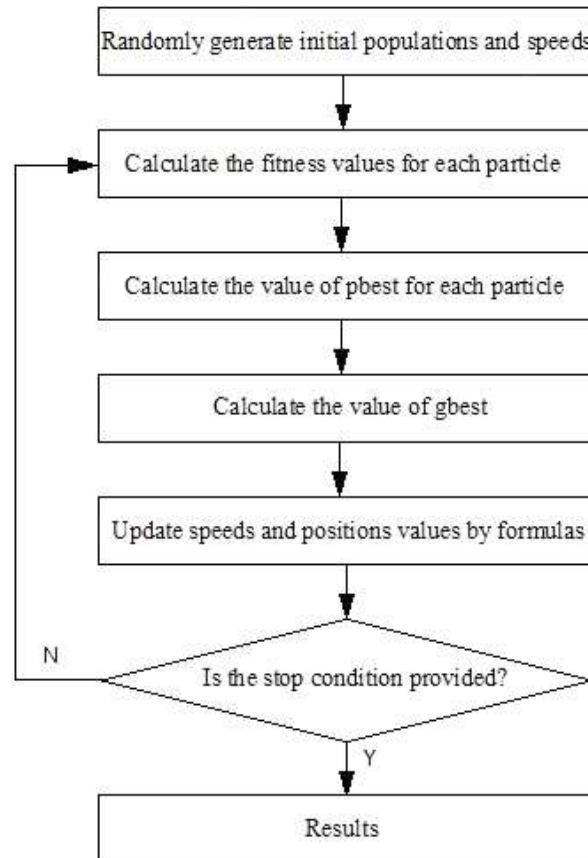 Randomly generate initial populations and speeds
Calculate the fitness values for each particle
Calculate the value of pbest for each particle
Calculate the value of gbest
Update speeds and positions values by formulas
N
Is the stop condition provided?
Y
Results